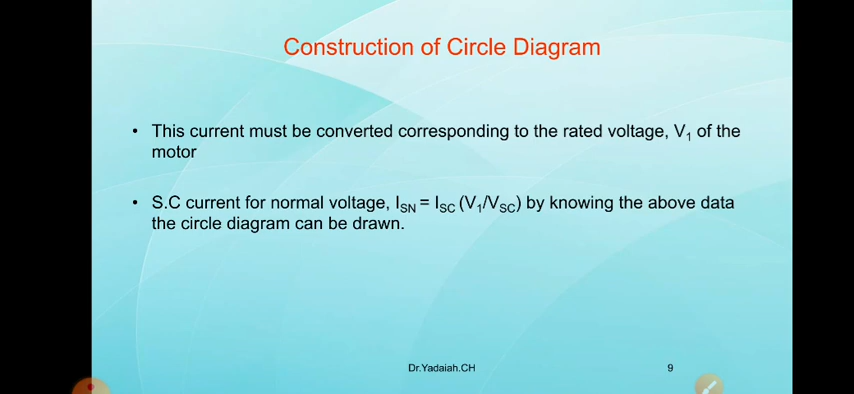 Construction of Circle Diagram
• This current must be converted corresponding to the rated voltage, V₁ of the
motor
• S.C current for normal voltage, I_SN = I_SC (V₁/V_SC) by knowing the above data
the circle diagram can be drawn.
Dr.Yadaiah.CH 9